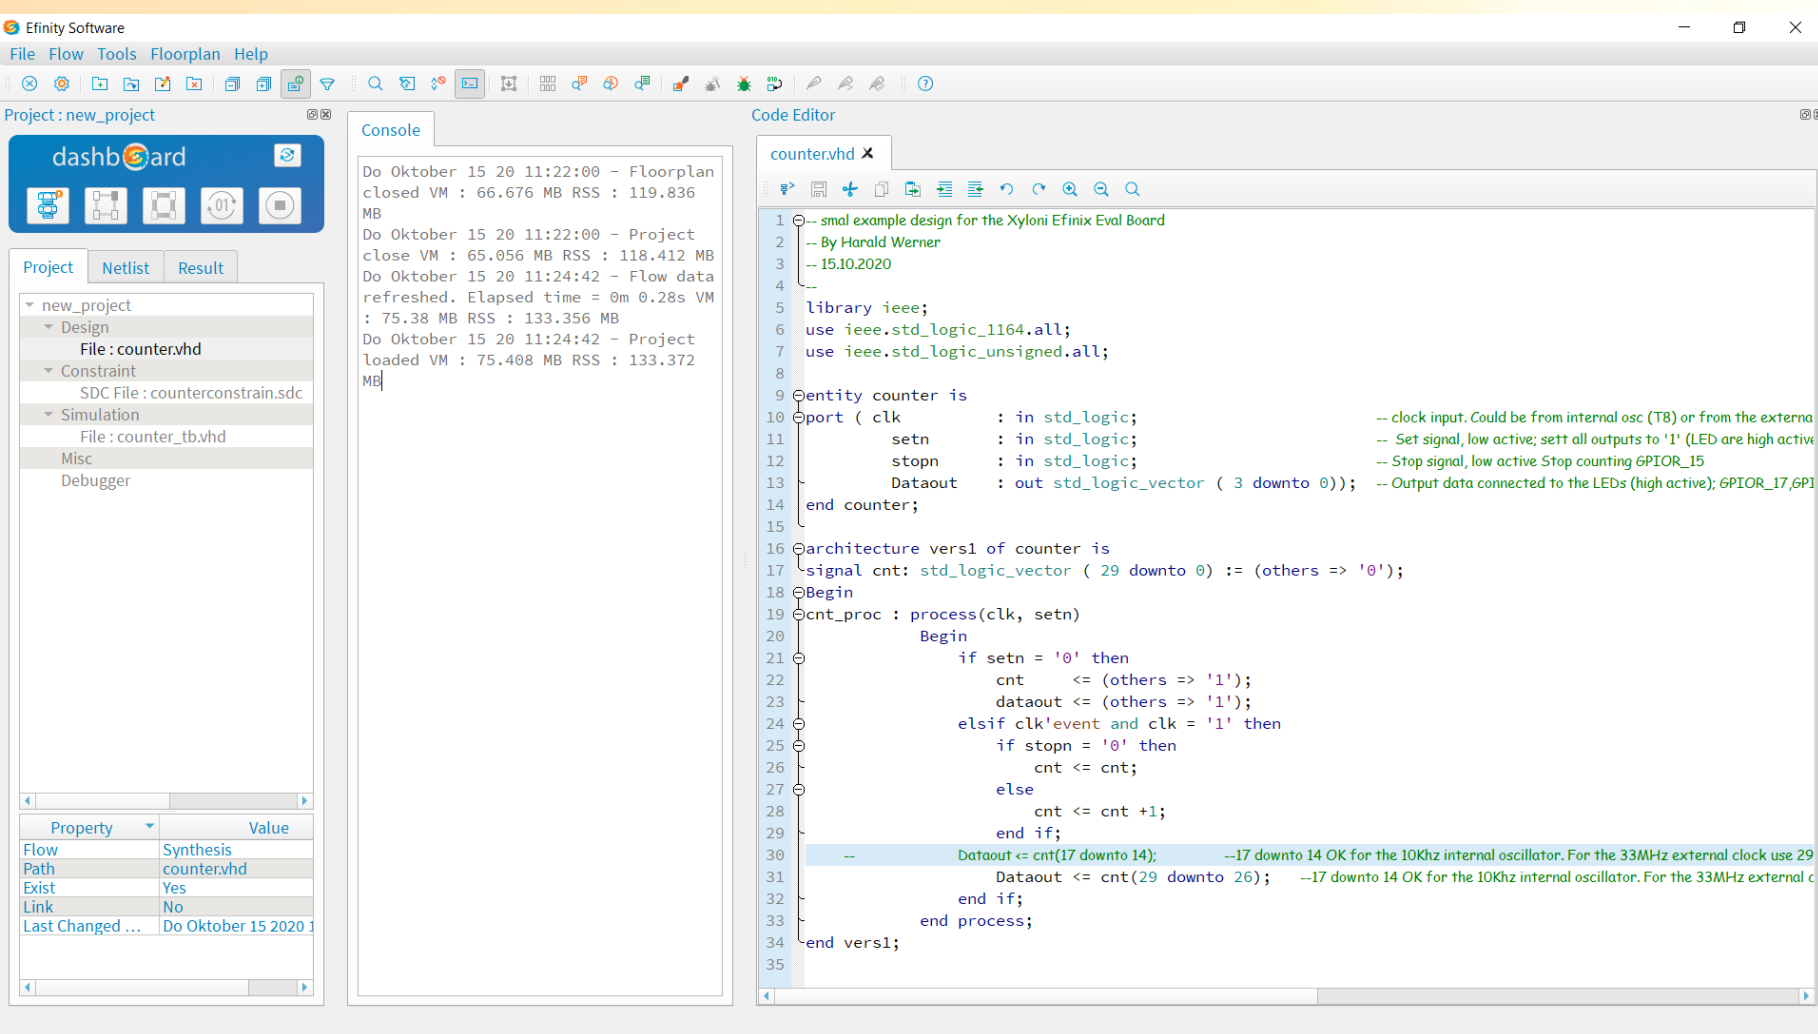 Efinity Software
File Flow Tools Floorplan Help
Project : new_project
dashboard
01
Project Netlist Result
new_project
Design
File : counter.vhd
Constraint
SDC File : counterconstrain.sdc
Simulation
File : counter_tb.vhd
Misc
Debugger
Property Value
Flow Synthesis
Path counter.vhd
Exist Yes
Link No
Last Changed ... Do Oktober 15 2020 1
Console
Do Oktober 15 20 11:22:00 - Floorplan
closed VM : 66.676 MB RSS : 119.836
MB
Do Oktober 15 20 11:22:00 - Project
close VM : 65.056 MB RSS : 118.412 MB
Do Oktober 15 20 11:24:42 - Flow data
refreshed. Elapsed time = 0m 0.28s VM
: 75.38 MB RSS : 133.356 MB
Do Oktober 15 20 11:24:42 - Project
loaded VM : 75.408 MB RSS : 133.372
MB
Code Editor
counter.vhd
1 -- smal example design for the Xyloni Efinix Eval Board
2 -- By Harald Werner
3 -- 15.10.2020
4 --
5 library ieee;
6 use ieee.std_logic_1164.all;
7 use ieee.std_logic_unsigned.all;
8
9 entity counter is
10 port ( clk : in std_logic; -- clock input. Could be from internal osc (T8) or from the externa
11 setn : in std_logic; -- Set signal, low active; sett all outputs to '1' (LED are high active
12 stopn : in std_logic; -- Stop signal, low active Stop counting GPIOR_15
13 Dataout : out std_logic_vector ( 3 downto 0)); -- Output data connected to the LEDs (high active); GPIOR_17,GPI
14 end counter;
15
16 architecture vers1 of counter is
17 signal cnt: std_logic_vector ( 29 downto 0) := (others => '0');
18 Begin
19 cnt_proc : process(clk, setn)
20 Begin
21 if setn = '0' then
22 cnt <= (others => '1');
23 dataout <= (others => '1');
24 elsif clk'event and clk = '1' then
25 if stopn = '0' then
26 cnt <= cnt;
27 else
28 cnt <= cnt +1;
29 end if;
30 -- Dataout <= cnt(17 downto 14); --17 downto 14 OK for the 10Khz internal oscillator. For the 33MHz external clock use 29
31 Dataout <= cnt(29 downto 26); --17 downto 14 OK for the 10Khz internal oscillator. For the 33MHz external c
32 end if;
33 end process;
34 end vers1;
35